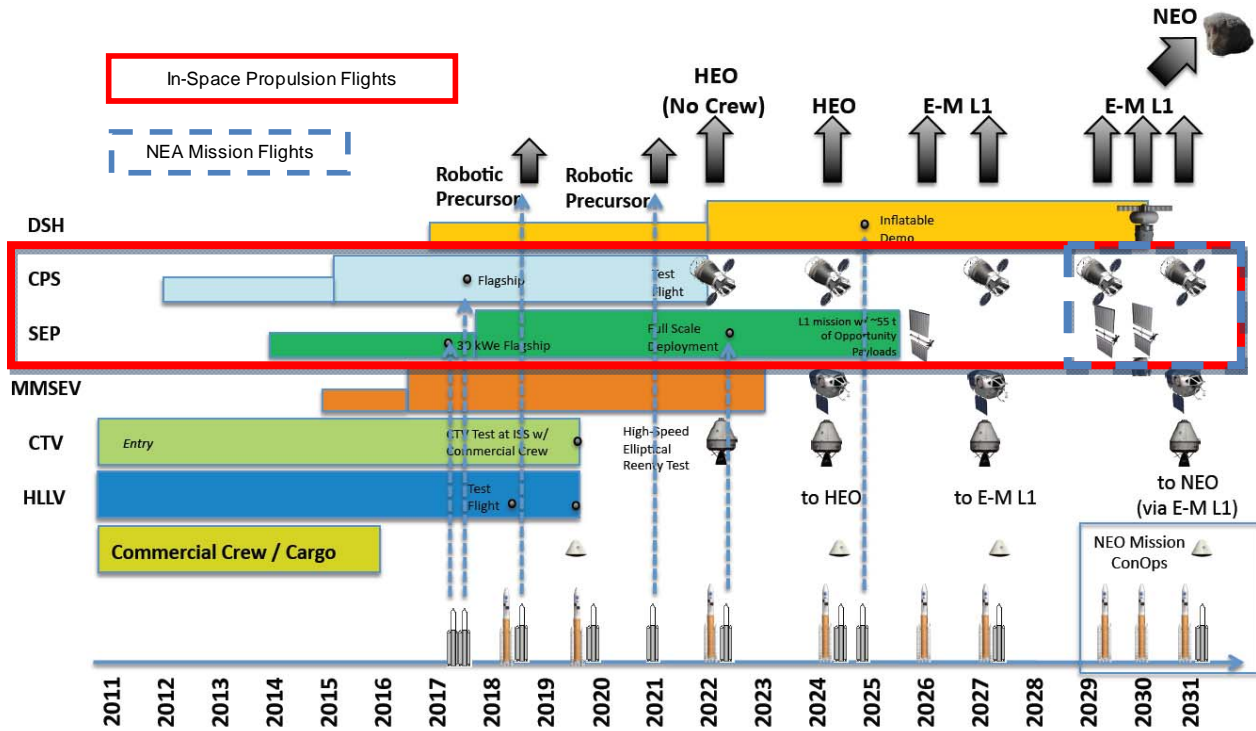 NEO
In-Space Propulsion Flights
NEA Mission Flights
HEO
(No Crew)
HEO
E-M L1
E-M L1
Robotic
Precursor
Robotic
Precursor
DSH
Inflatable
Demo
CPS
Flagship
Test
Flight
SEP
30 kWe Flagship
Full Scale
Deployment
L1 mission w/ ~55 t
of Opportunity
Payloads
MMSEV
CTV
Entry
CTV Test at ISS w/
Commercial Crew
High-Speed
Elliptical
Reenty Test
HLLV
Test
Flight
to HEO
to E-M L1
to NEO
(via E-M L1)
Commercial Crew / Cargo
NEO Mission
ConOps
2011
2012
2013
2014
2015
2016
2017
2018
2019
2020
2021
2022
2023
2024
2025
2026
2027
2028
2029
2030
2031